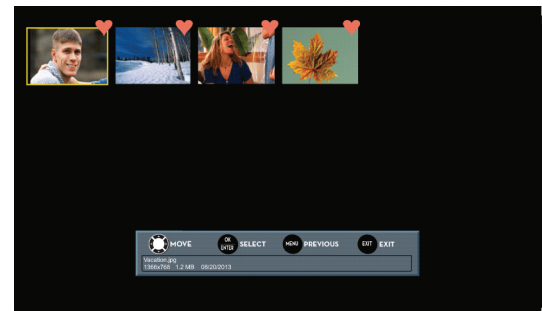 MOVE
OK
ENTER
SELECT
MENU
PREVIOUS
EXIT
EXIT
Vacation.jpg
1366x768 1.2 MB 08/20/2013